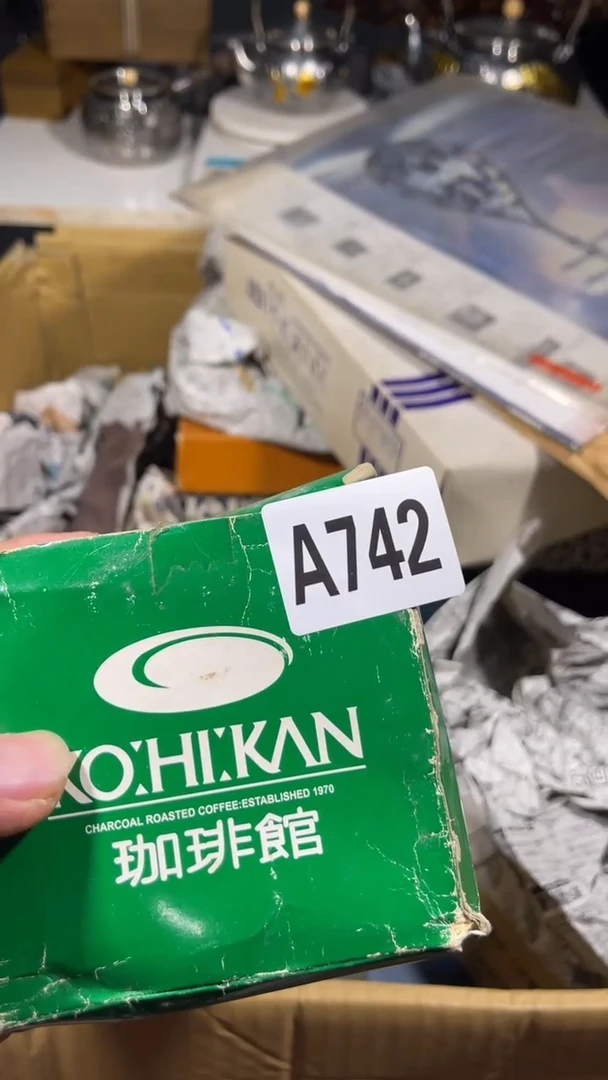 A742
KO:HI:KAN
CHARCOAL ROASTED COFFEE:ESTABLISHED 1970
珈琲館